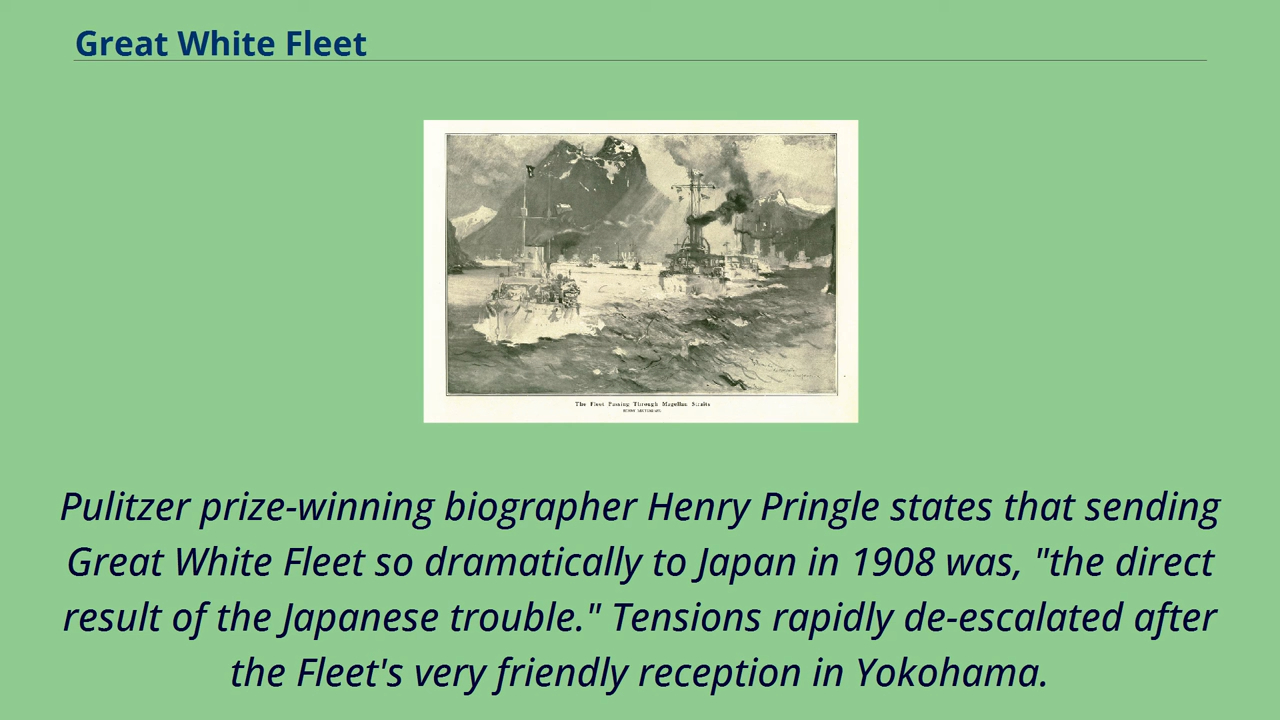 Great White Fleet
The Fleet Passing Through Magellan Straits
Pulitzer prize-winning biographer Henry Pringle states that sending
Great White Fleet so dramatically to Japan in 1908 was, "the direct
result of the Japanese trouble." Tensions rapidly de-escalated after
the Fleet's very friendly reception in Yokohama.